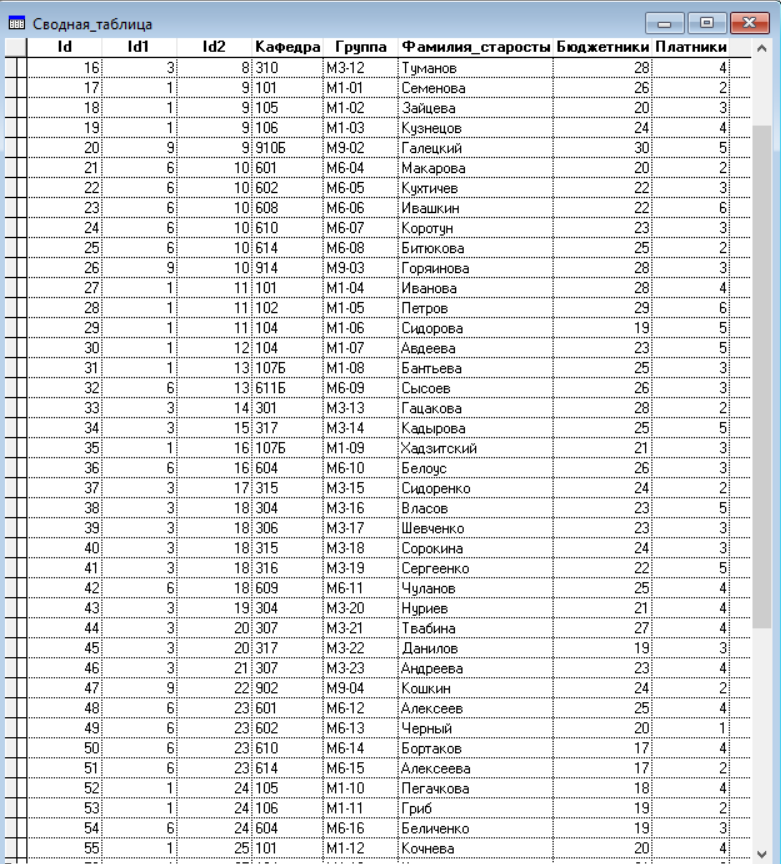 Сводная_таблица
Id Id1 Id2 Кафедра Группа Фамилия_старосты Бюджетники Платники
16 3 8 310 М3-12 Туманов 28 4
17 1 9 101 М1-01 Семенова 26 2
18 1 9 105 М1-02 Зайцева 20 3
19 1 9 106 М1-03 Кузнецов 24 4
20 9 9 910Б М9-02 Галецкий 30 5
21 6 10 601 М6-04 Макарова 20 2
22 6 10 602 М6-05 Кухтичев 22 3
23 6 10 608 М6-06 Ивашкин 22 6
24 6 10 610 М6-07 Коротун 23 3
25 6 10 614 М6-08 Битюкова 25 2
26 9 10 914 М9-03 Горяинова 28 3
27 1 11 101 М1-04 Иванова 28 4
28 1 11 102 М1-05 Петров 29 6
29 1 11 104 М1-06 Сидорова 19 5
30 1 12 104 М1-07 Авдеева 23 5
31 1 13 107Б М1-08 Бантьева 25 3
32 6 13 611Б М6-09 Сысоев 26 3
33 3 14 301 М3-13 Гацакова 28 2
34 3 15 317 М3-14 Кадырова 25 5
35 1 16 107Б М1-09 Хадзитский 21 3
36 6 16 604 М6-10 Белоус 26 3
37 3 17 315 М3-15 Сидоренко 24 2
38 3 18 304 М3-16 Власов 23 5
39 3 18 306 М3-17 Шевченко 23 3
40 3 18 315 М3-18 Сорокина 24 3
41 3 18 316 М3-19 Сергеенко 22 5
42 6 18 609 М6-11 Чуланов 25 4
43 3 19 304 М3-20 Нуриев 21 4
44 3 20 307 М3-21 Твабина 27 4
45 3 20 317 М3-22 Данилов 19 3
46 3 21 307 М3-23 Андреева 23 4
47 9 22 902 М9-04 Кошкин 24 2
48 6 23 601 М6-12 Алексеев 25 4
49 6 23 602 М6-13 Черный 20 1
50 6 23 610 М6-14 Бортаков 17 4
51 6 23 614 М6-15 Алексеева 17 2
52 1 24 105 М1-10 Пегачкова 18 4
53 1 24 106 М1-11 Гриб 19 2
54 6 24 604 М6-16 Беличенко 19 3
55 1 25 101 М1-12 Кочнева 20 4